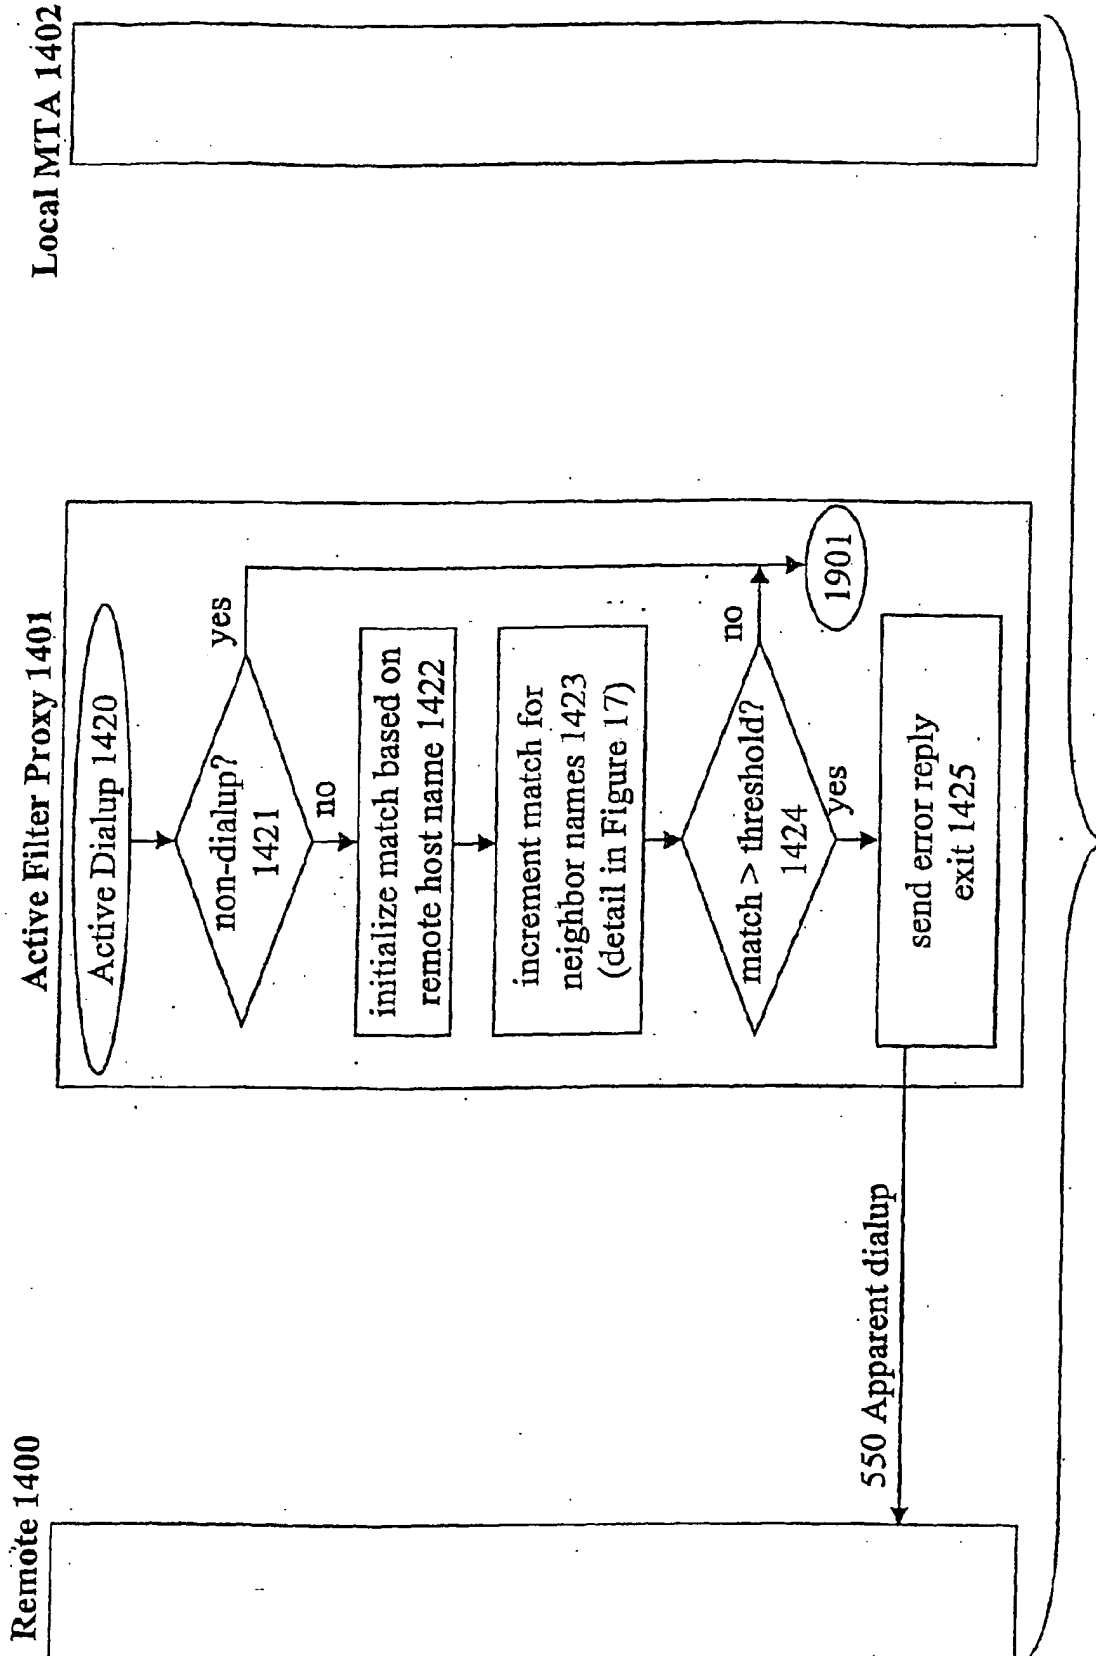 Remote 1400
Active Filter Proxy 1401
Local MTA 1402
Active Dialup 1420
non-dialup?
1421
yes
no
initialize match based on
remote host name 1422
increment match for
neighbor names 1423
(detail in Figure 17)
match > threshold?
1424
no
yes
1901
send error reply
exit 1425
550 Apparent dialup